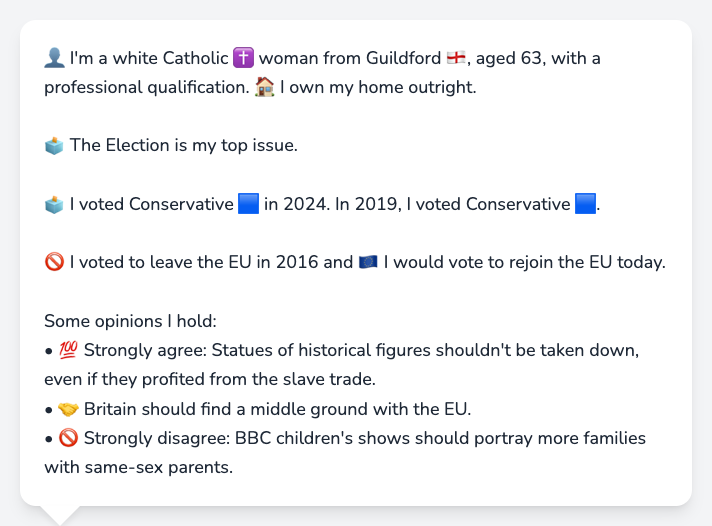 👤 I'm a white Catholic ✝️ woman from Guildford 🏴󠁧󠁢󠁥󠁮󠁧󠁿, aged 63, with a
professional qualification. 🏠 I own my home outright.
🗳️ The Election is my top issue.
🗳️ I voted Conservative 🟦 in 2024. In 2019, I voted Conservative 🟦.
🚫 I voted to leave the EU in 2016 and 🇪🇺 I would vote to rejoin the EU today.
Some opinions I hold:
• 💯 Strongly agree: Statues of historical figures shouldn't be taken down,
even if they profited from the slave trade.
• 🤝 Britain should find a middle ground with the EU.
• 🚫 Strongly disagree: BBC children's shows should portray more families
with same-sex parents.